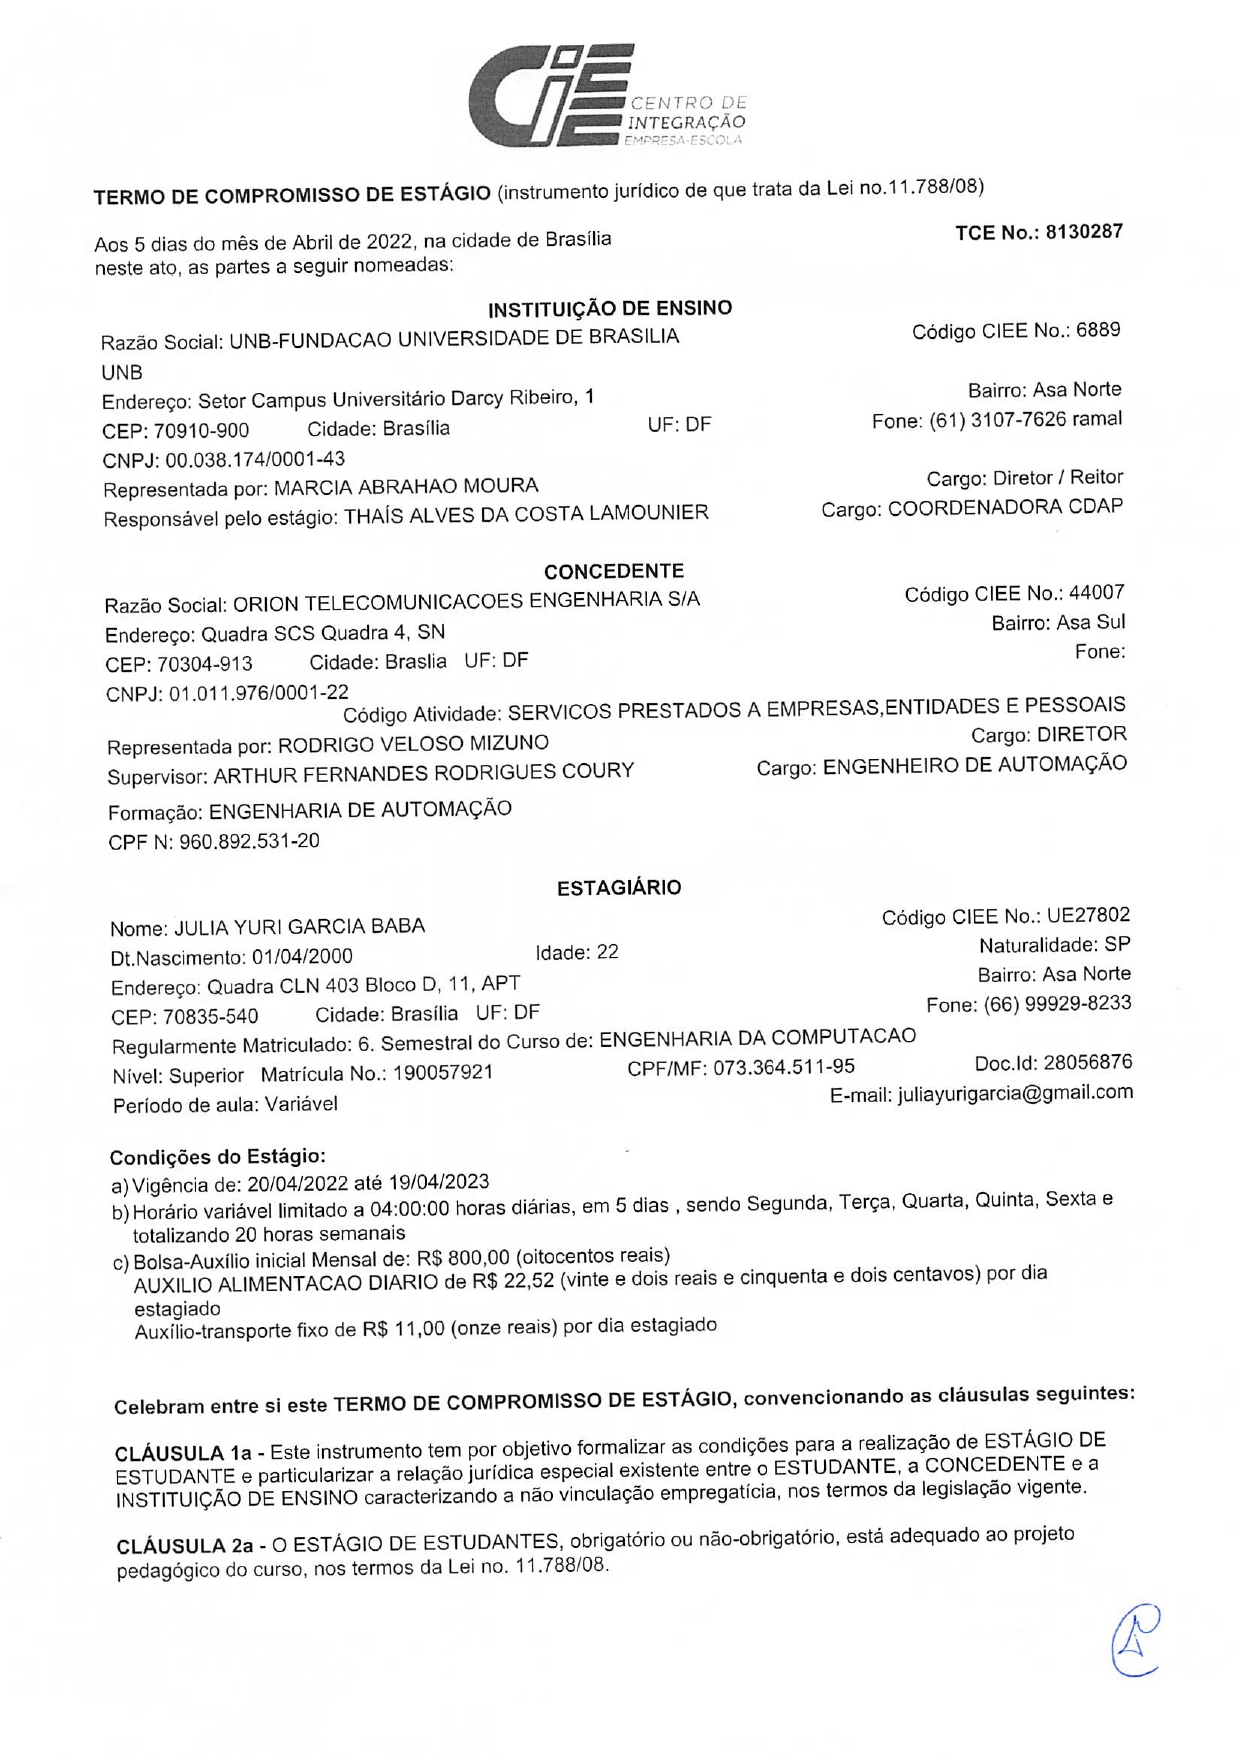 CIEE
CENTRO DE
INTEGRAÇÃO
EMPRESA-ESCOLA
TERMO DE COMPROMISSO DE ESTÁGIO (instrumento jurídico de que trata da Lei no.11.788/08)
Aos 5 dias do mês de Abril de 2022, na cidade de Brasília TCE No.: 8130287
neste ato, as partes a seguir nomeadas:
INSTITUIÇÃO DE ENSINO
Razão Social: UNB-FUNDACAO UNIVERSIDADE DE BRASILIA Código CIEE No.: 6889
UNB
Endereço: Setor Campus Universitário Darcy Ribeiro, 1 Bairro: Asa Norte
CEP: 70910-900 Cidade: Brasília UF: DF Fone: (61) 3107-7626 ramal
CNPJ: 00.038.174/0001-43
Representada por: MARCIA ABRAHAO MOURA Cargo: Diretor / Reitor
Responsável pelo estágio: THAÍS ALVES DA COSTA LAMOUNIER Cargo: COORDENADORA CDAP
CONCEDENTE
Razão Social: ORION TELECOMUNICACOES ENGENHARIA S/A Código CIEE No.: 44007
Endereço: Quadra SCS Quadra 4, SN Bairro: Asa Sul
CEP: 70304-913 Cidade: Braslia UF: DF Fone:
CNPJ: 01.011.976/0001-22
Código Atividade: SERVICOS PRESTADOS A EMPRESAS,ENTIDADES E PESSOAIS
Representada por: RODRIGO VELOSO MIZUNO Cargo: DIRETOR
Supervisor: ARTHUR FERNANDES RODRIGUES COURY Cargo: ENGENHEIRO DE AUTOMAÇÃO
Formação: ENGENHARIA DE AUTOMAÇÃO
CPF N: 960.892.531-20
ESTAGIÁRIO
Nome: JULIA YURI GARCIA BABA Código CIEE No.: UE27802
Dt.Nascimento: 01/04/2000 Idade: 22 Naturalidade: SP
Endereço: Quadra CLN 403 Bloco D, 11, APT Bairro: Asa Norte
CEP: 70835-540 Cidade: Brasília UF: DF Fone: (66) 99929-8233
Regularmente Matriculado: 6. Semestral do Curso de: ENGENHARIA DA COMPUTACAO
Nível: Superior Matrícula No.: 190057921 CPF/MF: 073.364.511-95 Doc.Id: 28056876
Período de aula: Variável E-mail: juliayurigarcia@gmail.com
Condições do Estágio:
a) Vigência de: 20/04/2022 até 19/04/2023
b) Horário variável limitado a 04:00:00 horas diárias, em 5 dias , sendo Segunda, Terça, Quarta, Quinta, Sexta e
totalizando 20 horas semanais
c) Bolsa-Auxílio inicial Mensal de: R$ 800,00 (oitocentos reais)
AUXILIO ALIMENTACAO DIARIO de R$ 22,52 (vinte e dois reais e cinquenta e dois centavos) por dia
estagiado
Auxílio-transporte fixo de R$ 11,00 (onze reais) por dia estagiado
Celebram entre si este TERMO DE COMPROMISSO DE ESTÁGIO, convencionando as cláusulas seguintes:
CLÁUSULA 1a - Este instrumento tem por objetivo formalizar as condições para a realização de ESTÁGIO DE
ESTUDANTE e particularizar a relação jurídica especial existente entre o ESTUDANTE, a CONCEDENTE e a
INSTITUIÇÃO DE ENSINO caracterizando a não vinculação empregatícia, nos termos da legislação vigente.
CLÁUSULA 2a - O ESTÁGIO DE ESTUDANTES, obrigatório ou não-obrigatório, está adequado ao projeto
pedagógico do curso, nos termos da Lei no. 11.788/08.